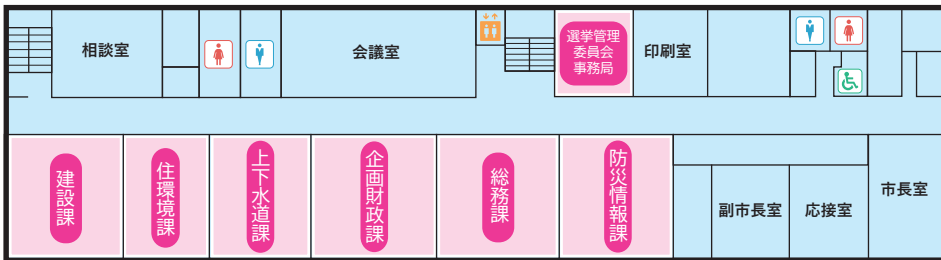 相談室
会議室
選挙管理
委員会
事務局
印刷室
建設課
住環境課
上下水道課
企画財政課
総務課
防災情報課
副市長室
応接室
市長室